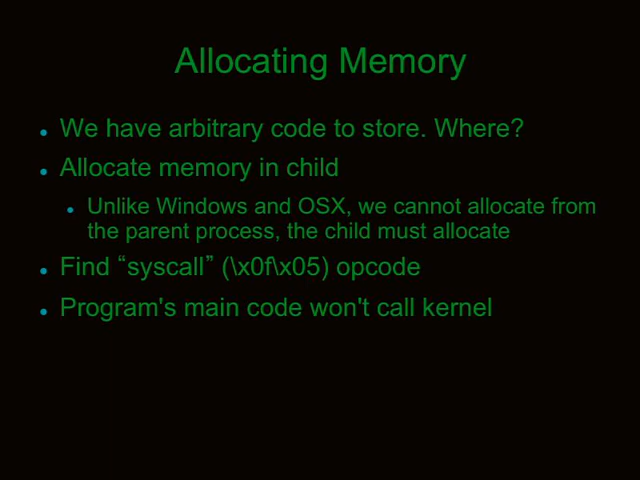 Allocating Memory
We have arbitrary code to store. Where?
Allocate memory in child
Unlike Windows and OSX, we cannot allocate from
the parent process, the child must allocate
Find “syscall” (\x0f\x05) opcode
Program's main code won't call kernel